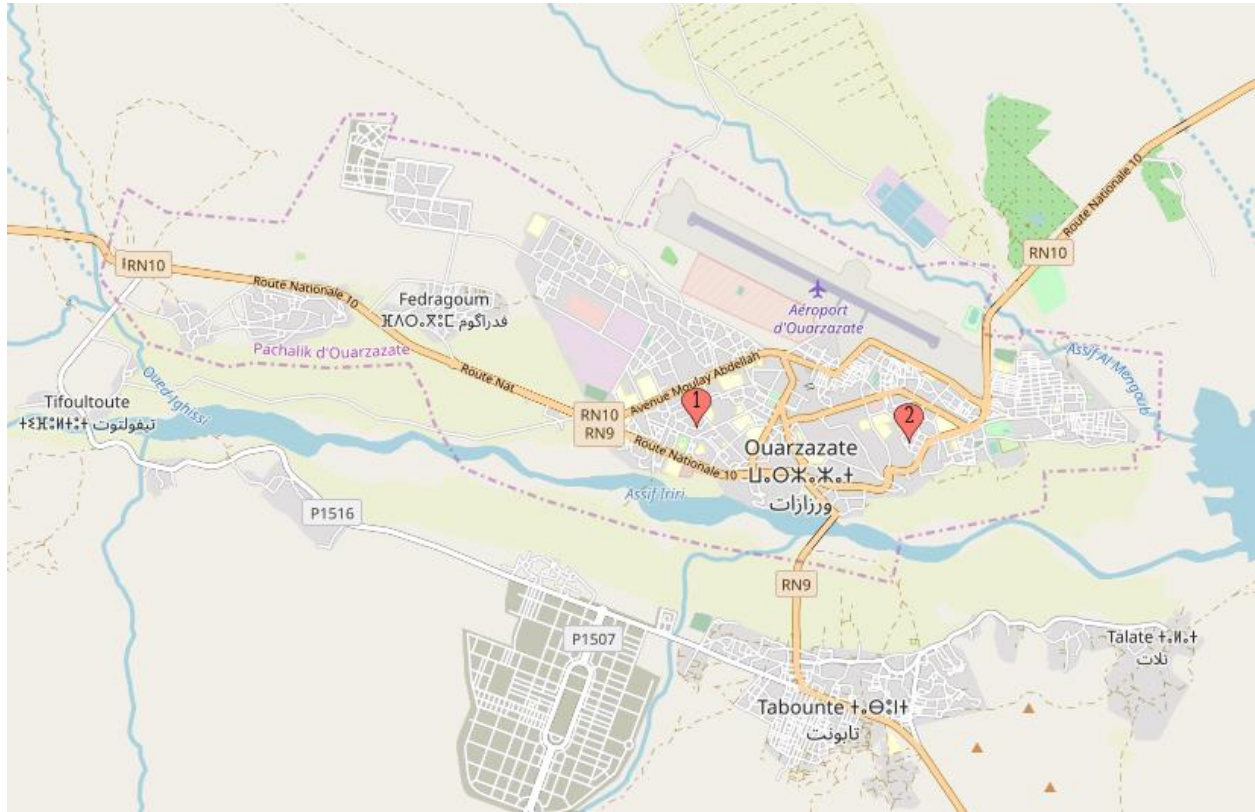 RN10
Route Nationale 10
RN10
Route Nationale 10
Fedragoum
ⴼⴷⵔⴰⴳⵓⵎ فدراگوم
Aéroport
d'Ouarzazate
Pachalik d'Ouarzazate
Route Nat.
Avenue Moulay Abdellah
Assif Al Mengoub
Oued Ighissi
Tifoultoute
ⵜⵉⴼⵓⵍⵜⵓⵜ تيفولتوت
RN10
RN9
1
2
Route Nationale 10
Ouarzazate
ⵡⴰⵔⵣⴰⵣⴰⵜ
ورزازات
Assif Iriri
P1516
RN9
P1507
Talate ⵜⴰⵍⴰⵜ
تلات
Tabounte ⵜⴰⴱⵓⵏⵜ
تابونت